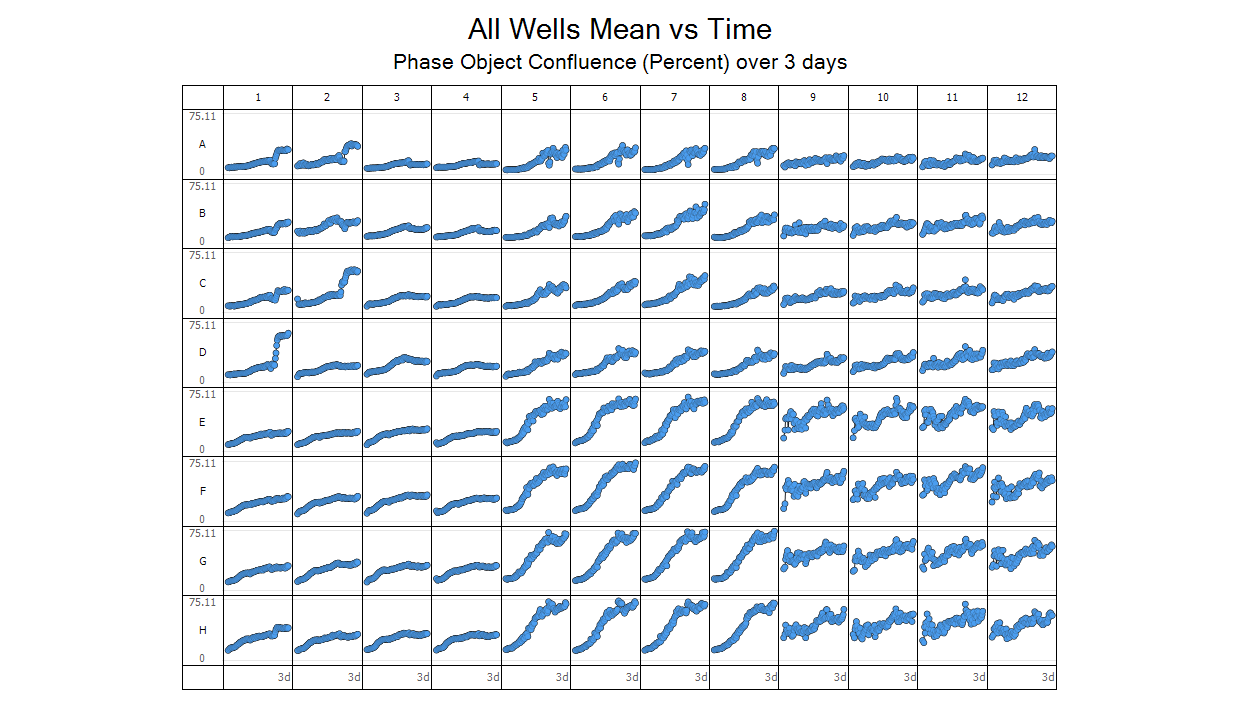 All Wells Mean vs Time
Phase Object Confluence (Percent) over 3 days
1 2 3 4 5 6 7 8 9 10 11 12
75.11
A
0
75.11
B
0
75.11
C
0
75.11
D
0
75.11
E
0
75.11
F
0
75.11
G
0
75.11
H
0
3d 3d 3d 3d 3d 3d 3d 3d 3d 3d 3d 3d